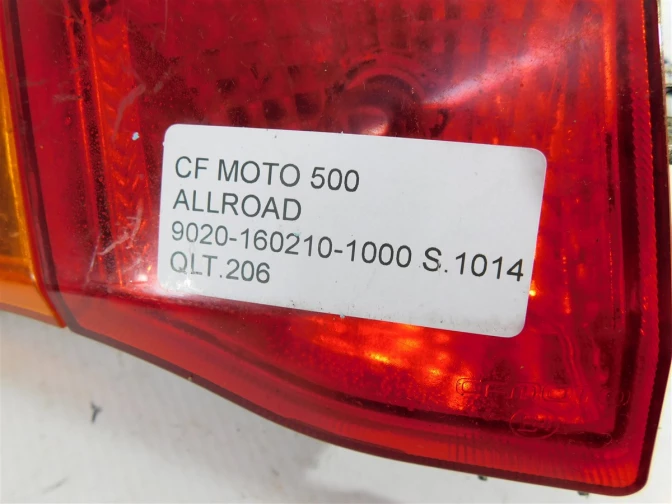 CF MOTO 500
ALLROAD
9020-160210-1000 S.1014
QLT.206